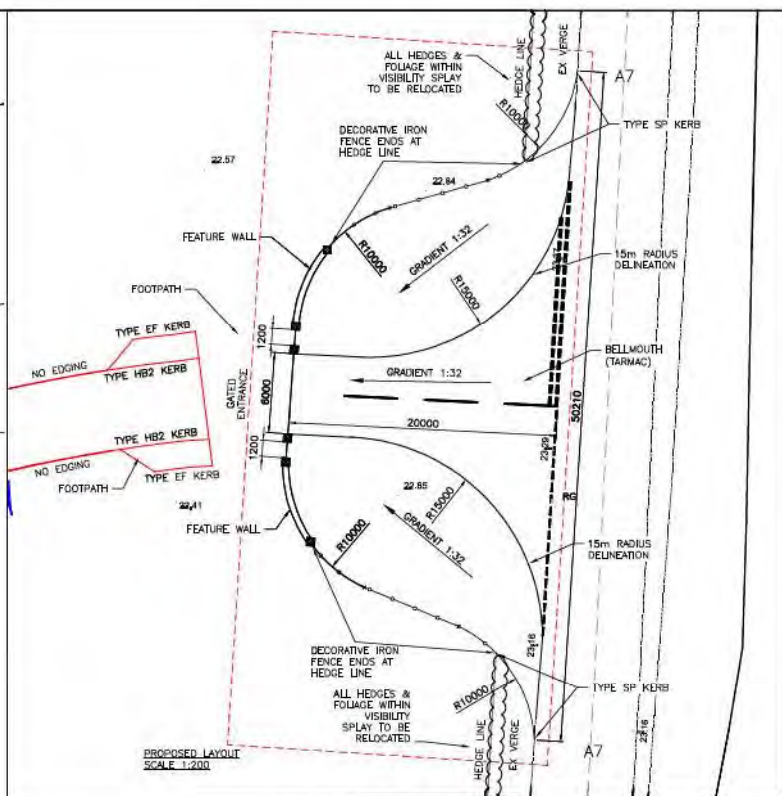 ALL HEDGES &
FOLIAGE WITHIN
VISIBILITY SPLAY
TO BE RELOCATED
HEDGE LINE
EX VERGE
A7
R10000
TYPE SP KERB
DECORATIVE IRON
FENCE ENDS AT
HEDGE LINE
22.57
22.84
FEATURE WALL
R10000
GRADIENT 1:32
15m RADIUS
DELINEATION
FOOTPATH
R15000
1200
TYPE EF KERB
NO EDGING
TYPE HB2 KERB
GATED
ENTRANCE
6000
GRADIENT 1:32
BELLMOUTH
(TARMAC)
50210
20000
TYPE HB2 KERB
NO EDGING
TYPE EF KERB
FOOTPATH
1200
23.29
22.41
22.85
R15000
RG
FEATURE WALL
R10000
GRADIENT 1:32
15m RADIUS
DELINEATION
23.16
DECORATIVE IRON
FENCE ENDS AT
HEDGE LINE
R10000
TYPE SP KERB
ALL HEDGES &
FOLIAGE WITHIN
VISIBILITY
SPLAY TO BE
RELOCATED
HEDGE LINE
EX VERGE
A7
23.16
PROPOSED LAYOUT
SCALE 1:200